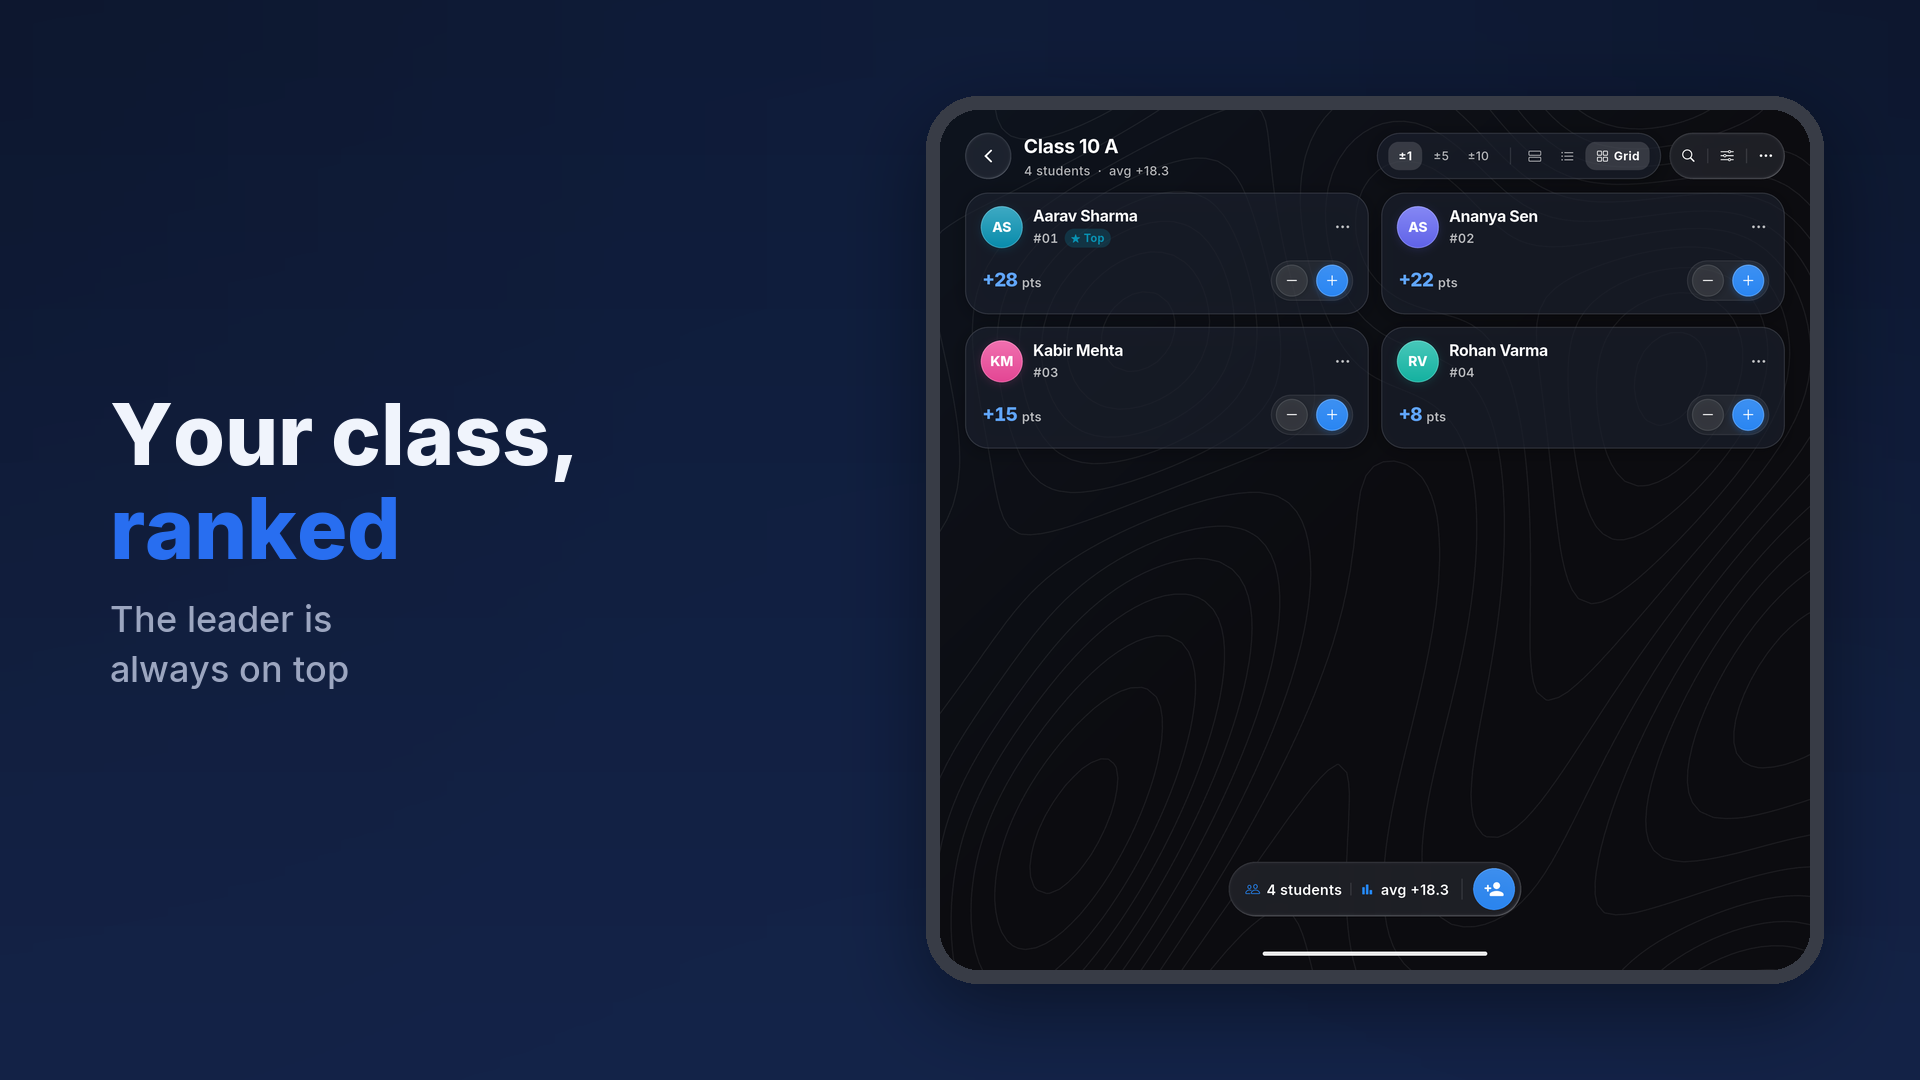 Your class,
ranked
The leader is
always on top
Class 10 A
4 students · avg +18.3
±1 ±5 ±10 Grid
AS
Aarav Sharma
#01 Top
+28 pts
AS
Ananya Sen
#02
+22 pts
KM
Kabir Mehta
#03
+15 pts
RV
Rohan Varma
#04
+8 pts
4 students avg +18.3